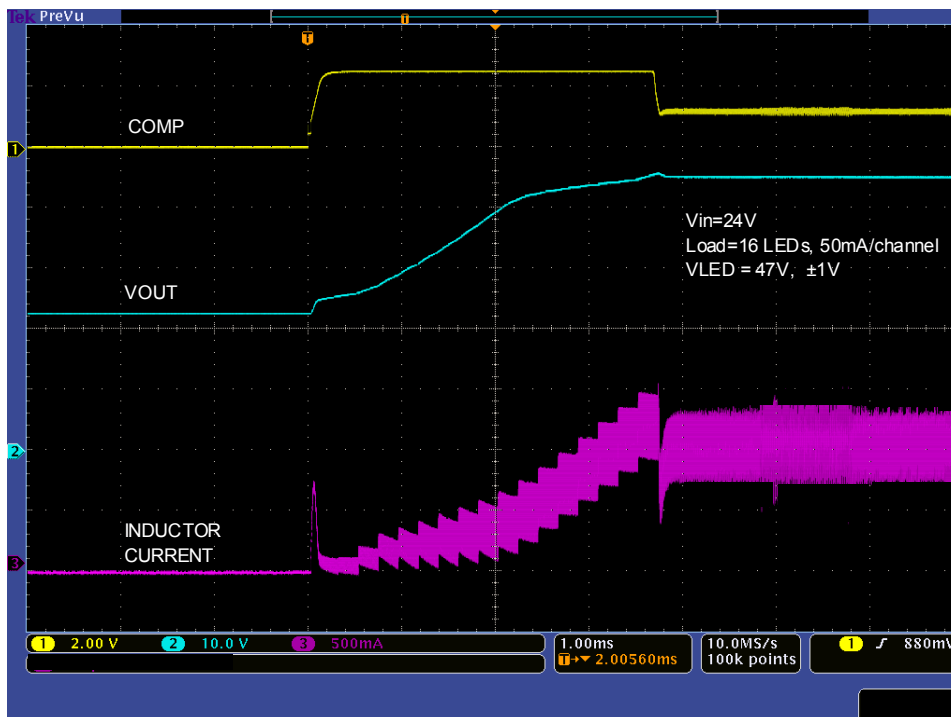 Tek PreVu
T
T
COMP
1
Vin=24V
Load=16 LEDs, 50mA/channel
VLED = 47V, ±1V
VOUT
2
INDUCTOR
CURRENT
3
1 2.00 V 2 10.0 V 3 500mA 1.00ms 10.0MS/s 1 880mV
T→▼ 2.00560ms 100k points